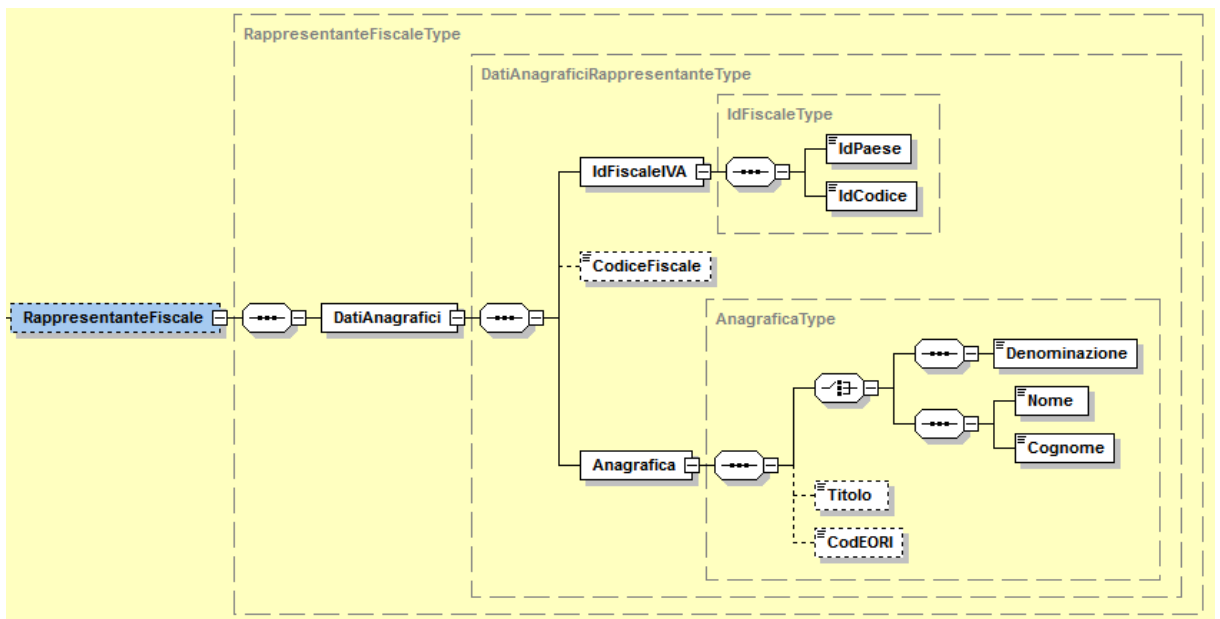 RappresentanteFiscaleType
DatiAnagraficiRappresentanteType
IdFiscaleType
IdPaese
IdFiscaleIVA
IdCodice
CodiceFiscale
RappresentanteFiscale
DatiAnagrafici
AnagraficaType
Denominazione
Nome
Cognome
Anagrafica
Titolo
CodEORI